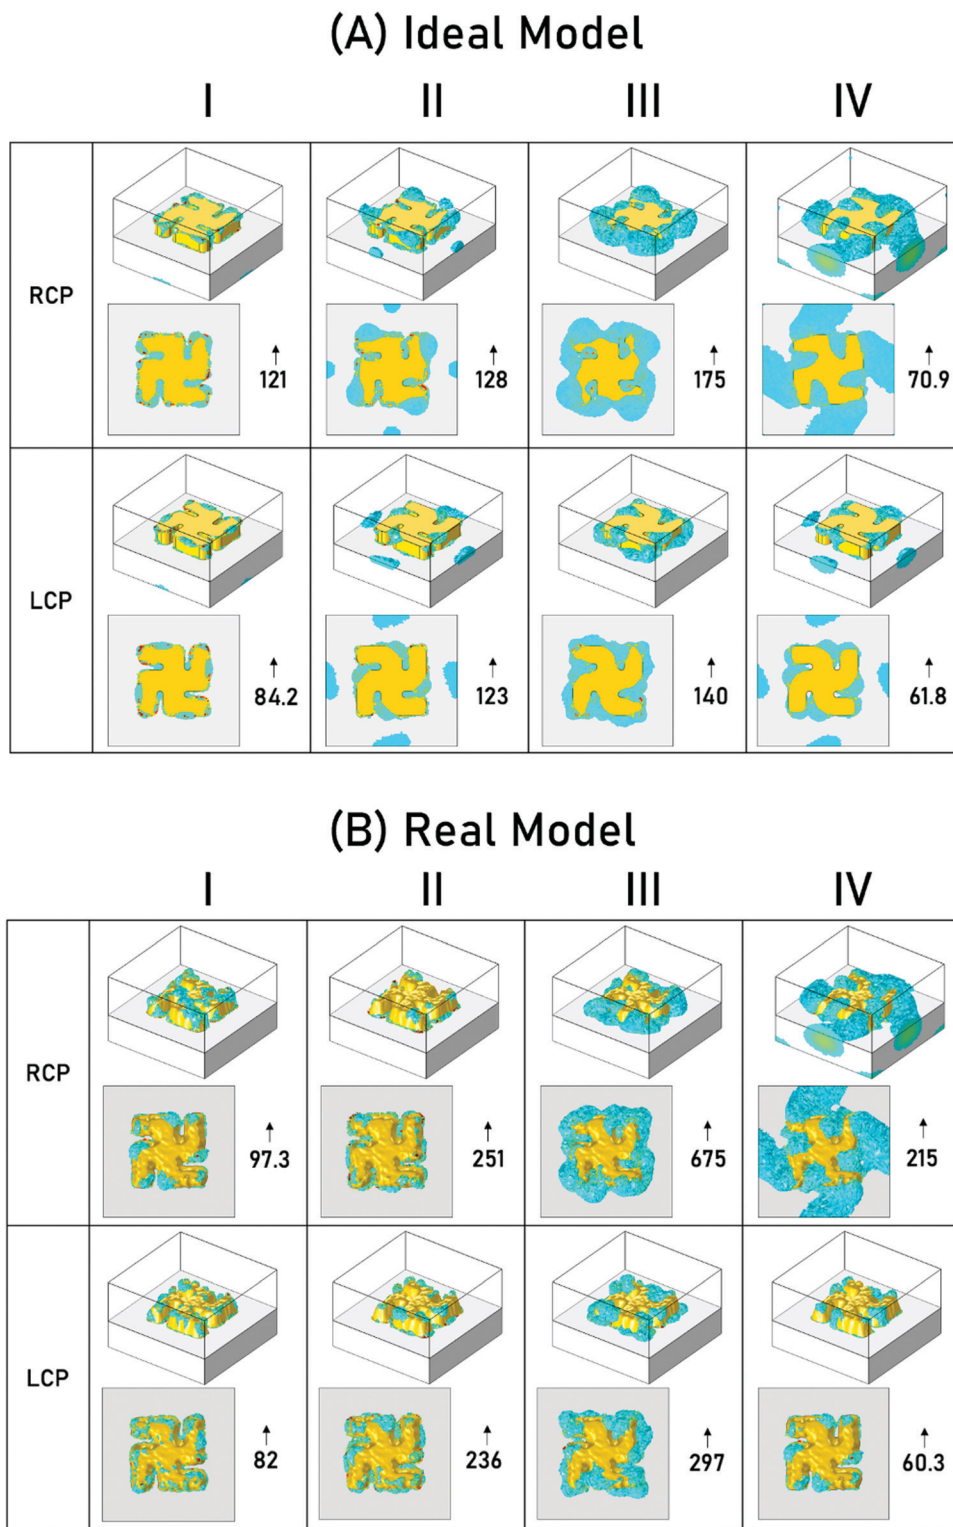 (A) Ideal Model
I II III IV
RCP
121 128 175 70.9
LCP
84.2 123 140 61.8
(B) Real Model
I II III IV
RCP
97.3 251 675 215
LCP
82 236 297 60.3